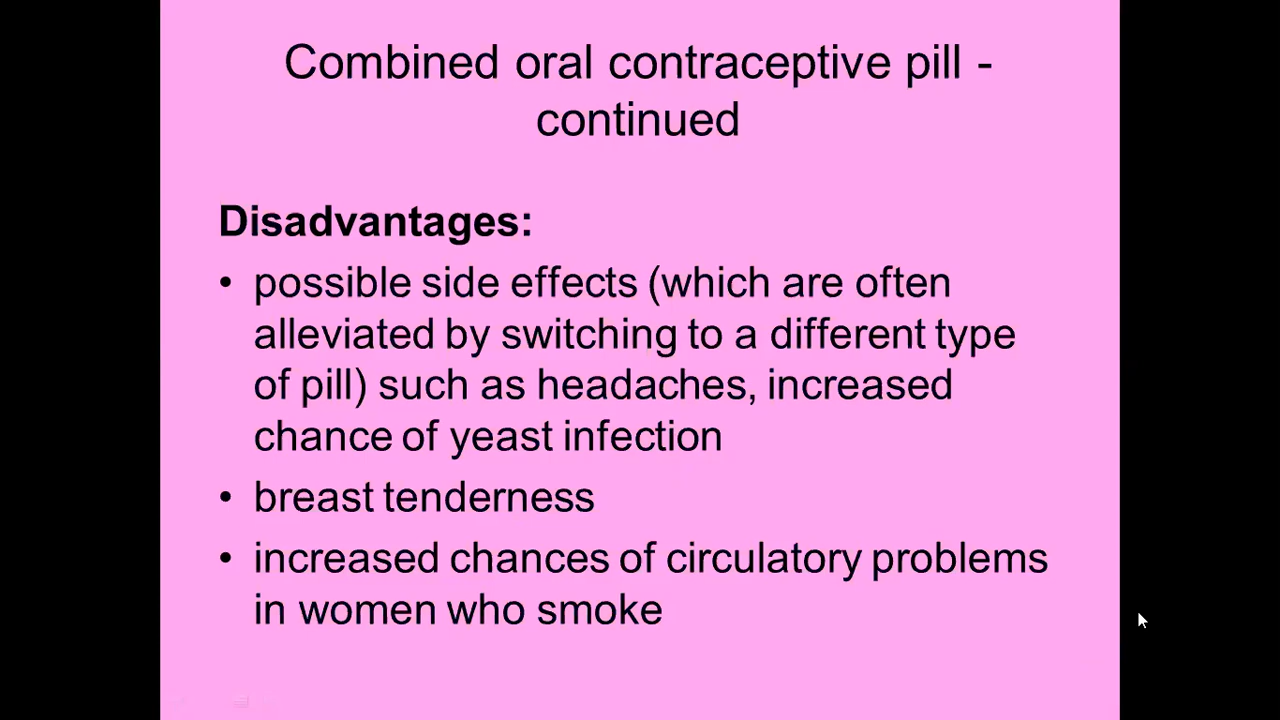 Combined oral contraceptive pill -
continued
Disadvantages:
• possible side effects (which are often
alleviated by switching to a different type
of pill) such as headaches, increased
chance of yeast infection
• breast tenderness
• increased chances of circulatory problems
in women who smoke